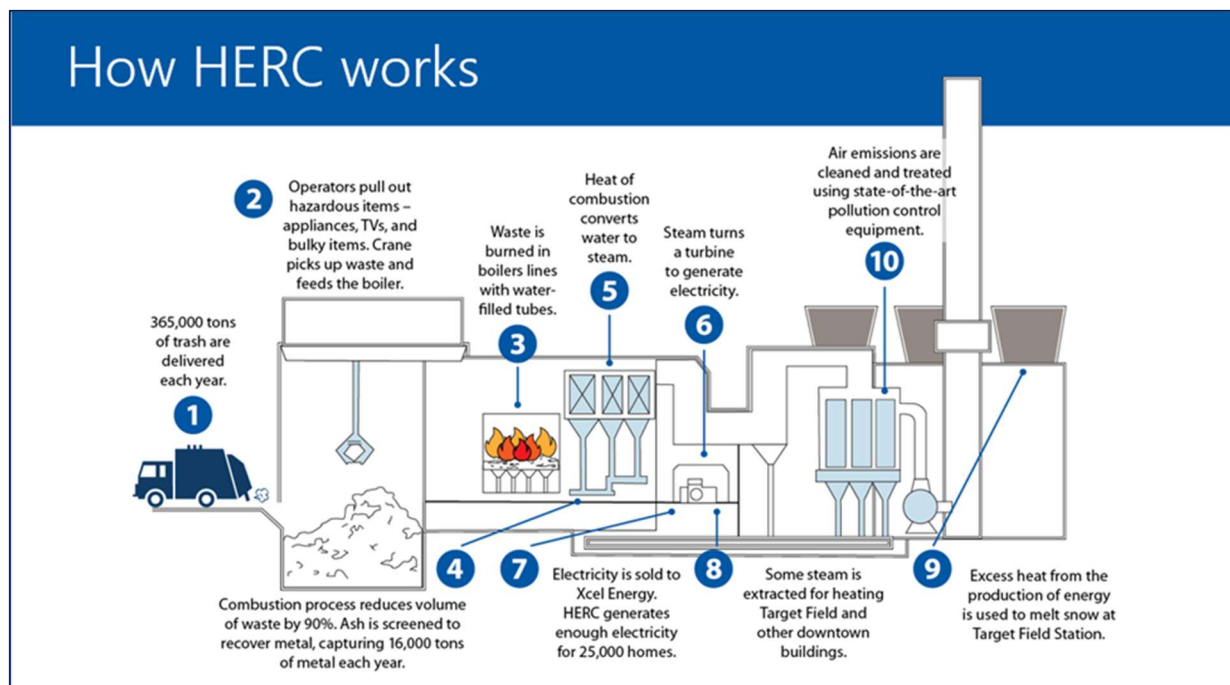 How HERC works
1
365,000 tons
of trash are
delivered
each year.
2
Operators pull out
hazardous items –
appliances, TVs, and
bulky items. Crane
picks up waste and
feeds the boiler.
3
Waste is
burned in
boilers lines
with water-
filled tubes.
4
Combustion process reduces volume
of waste by 90%. Ash is screened to
recover metal, capturing 16,000 tons
of metal each year.
5
Heat of
combustion
converts
water to
steam.
6
Steam turns
a turbine
to generate
electricity.
7
Electricity is sold to
Xcel Energy.
HERC generates
enough electricity
for 25,000 homes.
8
Some steam is
extracted for heating
Target Field and
other downtown
buildings.
9
Excess heat from the
production of energy
is used to melt snow at
Target Field Station.
10
Air emissions are
cleaned and treated
using state-of-the-art
pollution control
equipment.